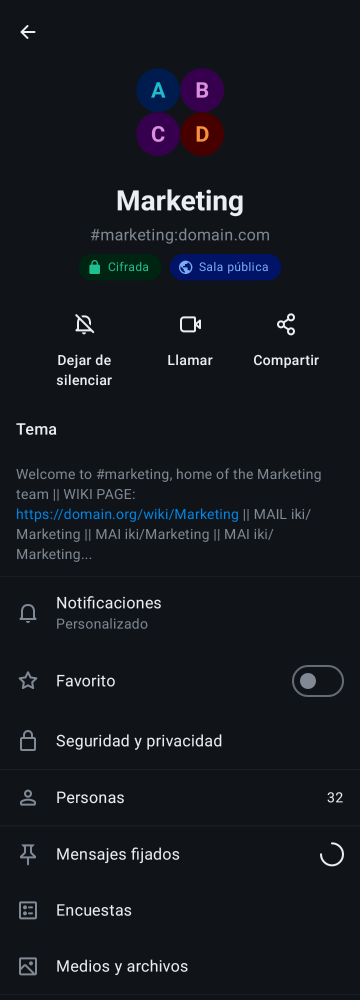 A B
C D
Marketing
#marketing:domain.com
Cifrada Sala pública
Dejar de silenciar Llamar Compartir
Tema
Welcome to #marketing, home of the Marketing
team || WIKI PAGE:
https://domain.org/wiki/Marketing || MAIL iki/
Marketing || MAI iki/Marketing || MAI iki/
Marketing...
Notificaciones
Personalizado
Favorito
Seguridad y privacidad
Personas 32
Mensajes fijados
Encuestas
Medios y archivos